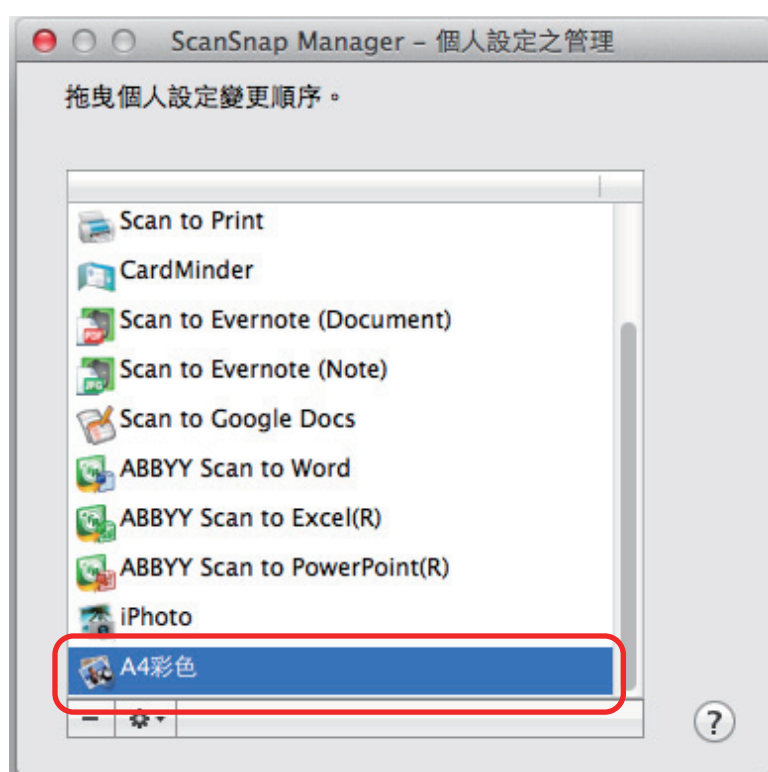 ScanSnap Manager – 個人設定之管理
拖曳個人設定變更順序。
Scan to Print
CardMinder
PDF
Scan to Evernote (Document)
JPG
Scan to Evernote (Note)
Scan to Google Docs
ABBYY Scan to Word
ABBYY Scan to Excel(R)
ABBYY Scan to PowerPoint(R)
iPhoto
A4彩色
?